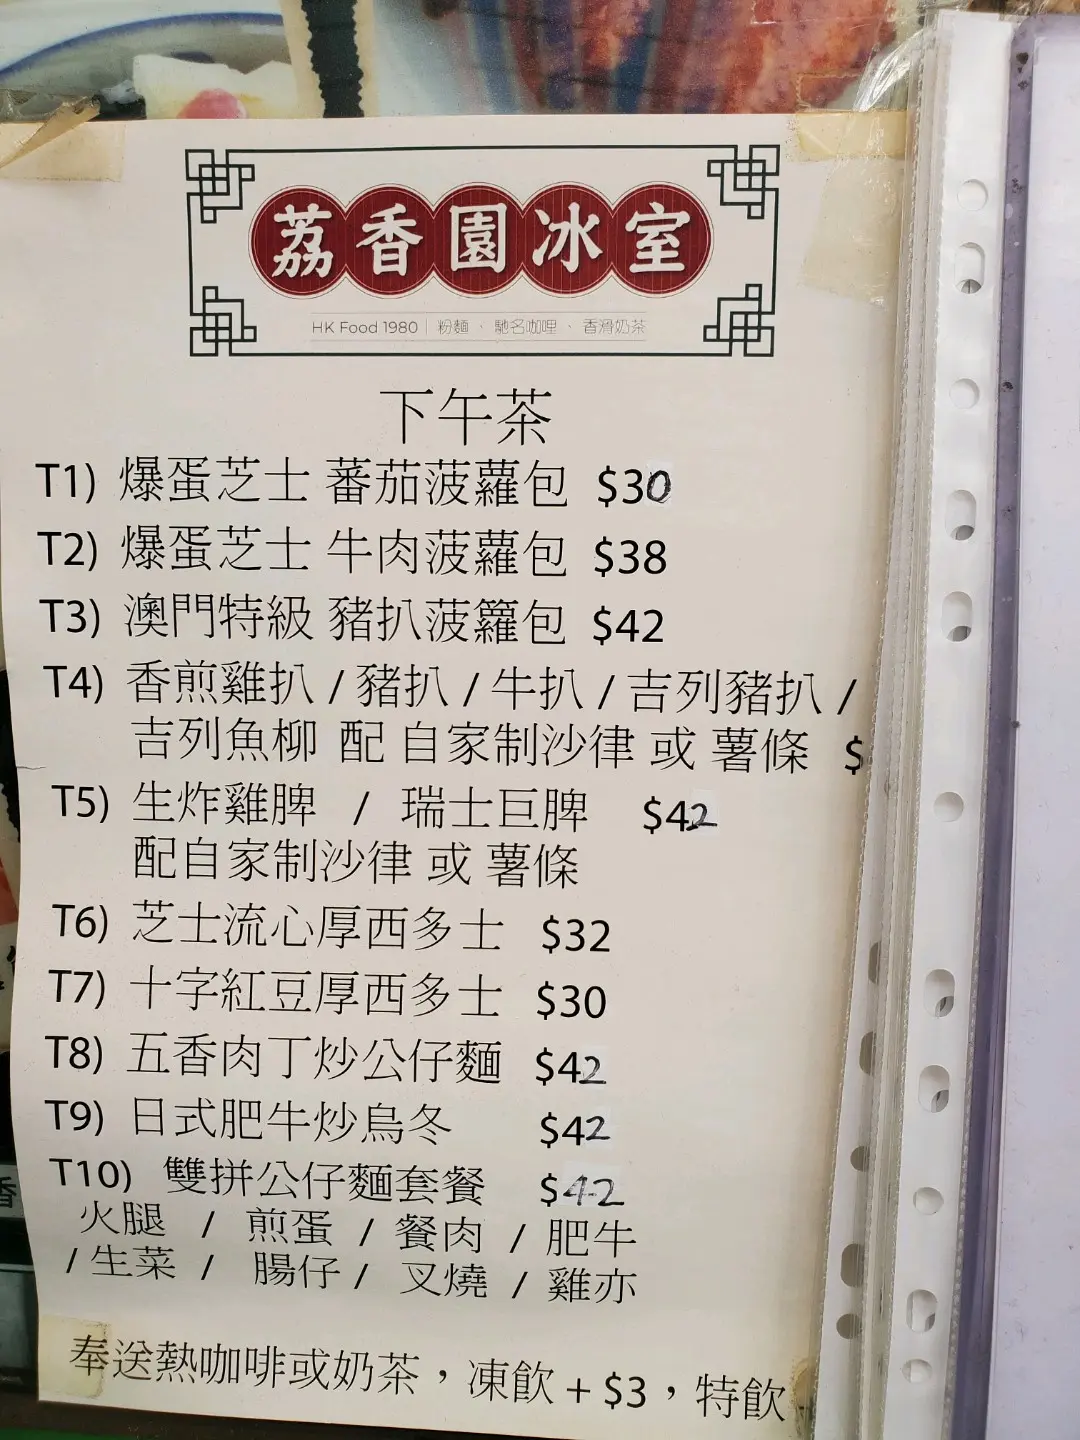 荔香園冰室
HK Food 1980 | 粉麵、馳名咖哩、香滑奶茶
下午茶
T1) 爆蛋芝士 蕃茄菠蘿包 $30
T2) 爆蛋芝士 牛肉菠蘿包 $38
T3) 澳門特級 豬扒菠籮包 $42
T4) 香煎雞扒 / 豬扒 / 牛扒 / 吉列豬扒 /
吉列魚柳 配 自家制沙律 或 薯條 $
T5) 生炸雞脾 / 瑞士巨脾 $42
配自家制沙律 或 薯條
T6) 芝士流心厚西多士 $32
T7) 十字紅豆厚西多士 $30
T8) 五香肉丁炒公仔麵 $42
T9) 日式肥牛炒烏冬 $42
T10) 雙拼公仔麵套餐 $42
火腿 / 煎蛋 / 餐肉 / 肥牛
/ 生菜 / 腸仔 / 叉燒 / 雞亦
奉送熱咖啡或奶茶，凍飲 + $3，特飲
香